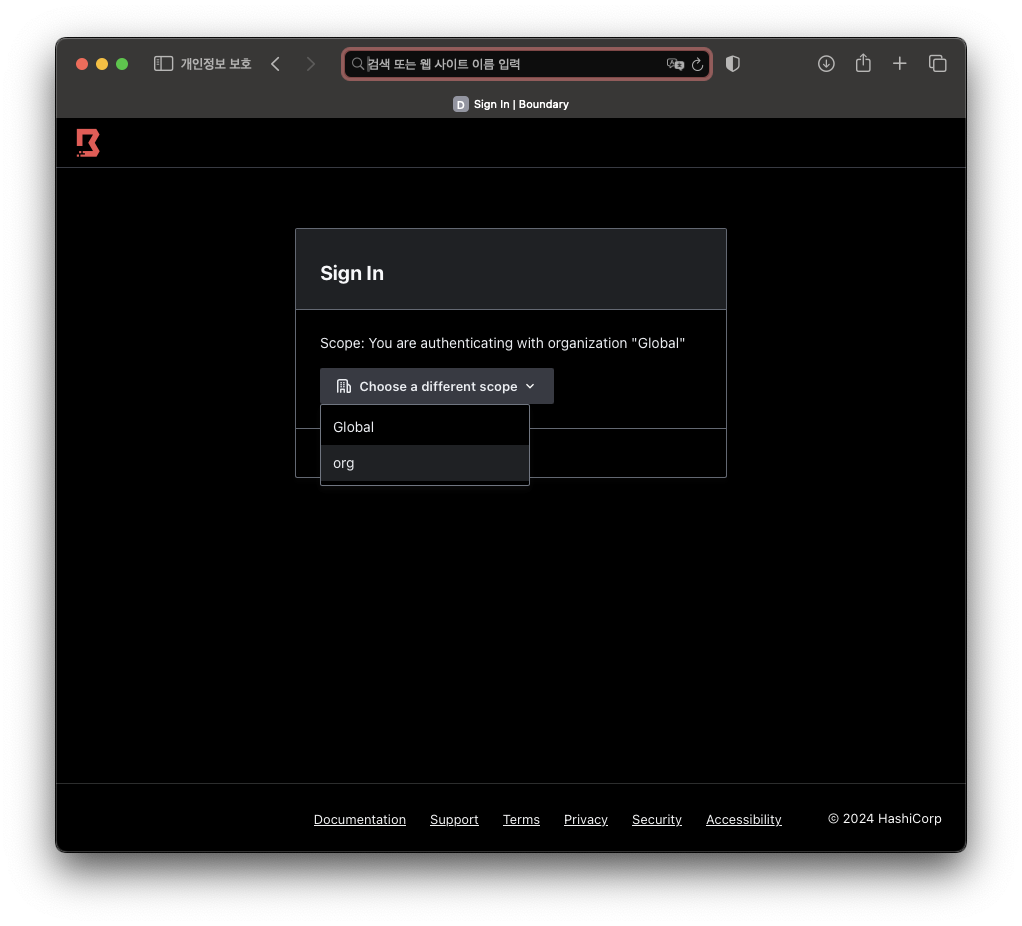 개인정보 보호
검색 또는 웹 사이트 이름 입력
D Sign In | Boundary
Sign In
Scope: You are authenticating with organization "Global"
Choose a different scope
Global
org
Documentation Support Terms Privacy Security Accessibility © 2024 HashiCorp